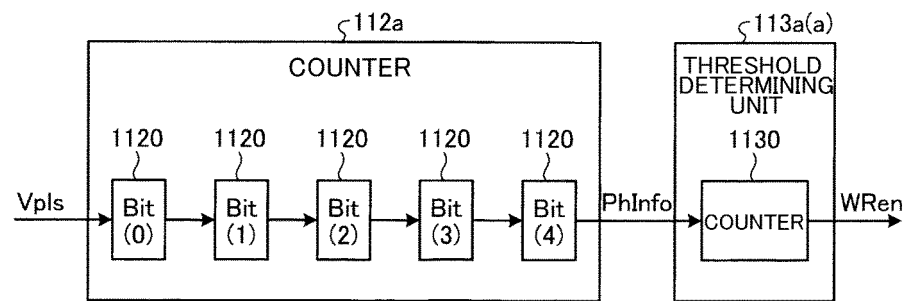 112a
113a(a)
COUNTER
THRESHOLD
DETERMINING
UNIT
1120
1120
1120
1120
1120
1130
Vpls
Bit
(0)
Bit
(1)
Bit
(2)
Bit
(3)
Bit
(4)
PhInfo
COUNTER
WRen